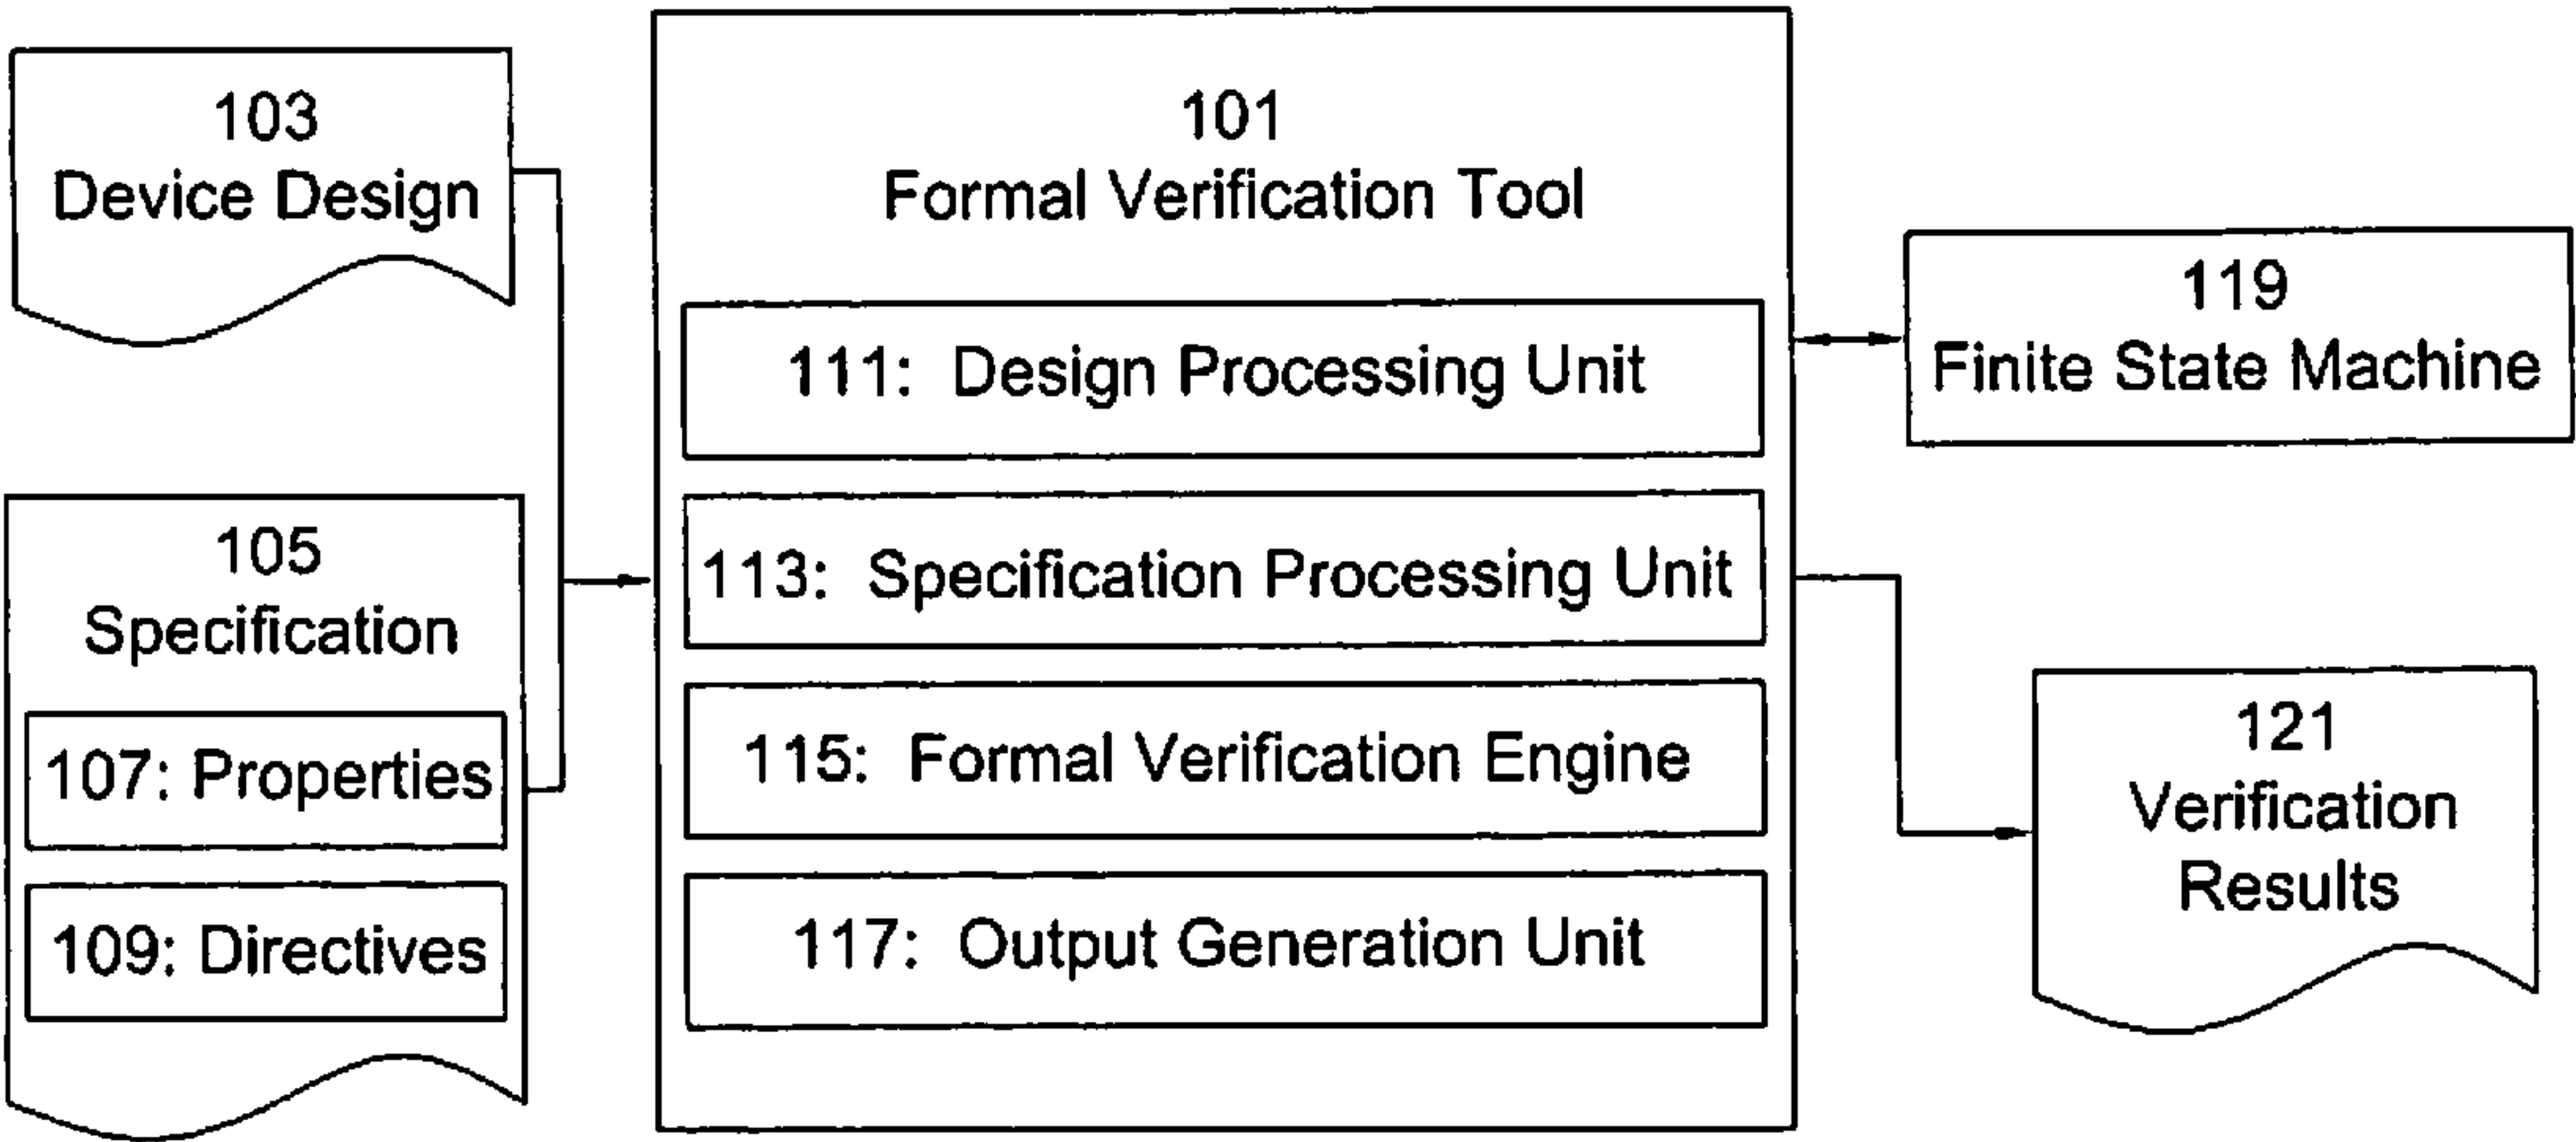 103
Device Design
105
Specification
107: Properties
109: Directives
101
Formal Verification Tool
111: Design Processing Unit
113: Specification Processing Unit
115: Formal Verification Engine
117: Output Generation Unit
119
Finite State Machine
121
Verification
Results